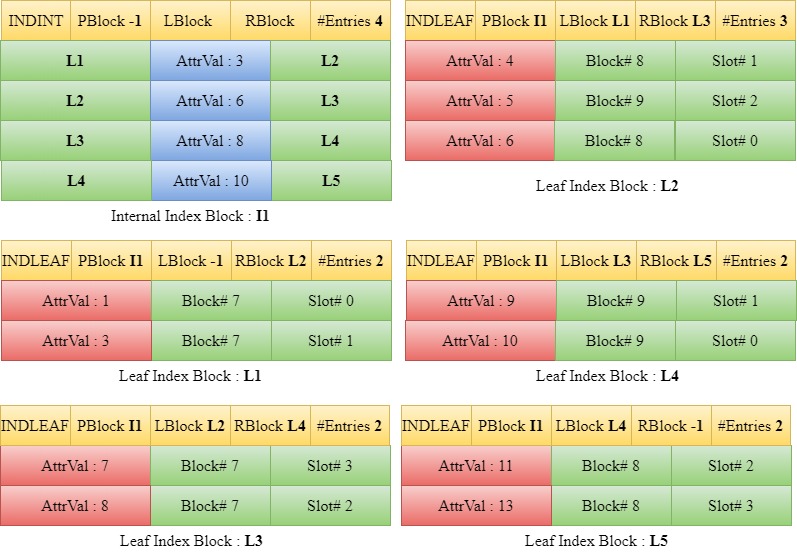 INDINT PBlock -1 LBlock RBlock #Entries 4
L1 AttrVal : 3 L2
L2 AttrVal : 6 L3
L3 AttrVal : 8 L4
L4 AttrVal : 10 L5
Internal Index Block : I1
INDLEAF PBlock I1 LBlock L1 RBlock L3 #Entries 3
AttrVal : 4 Block# 8 Slot# 1
AttrVal : 5 Block# 9 Slot# 2
AttrVal : 6 Block# 8 Slot# 0
Leaf Index Block : L2
INDLEAF PBlock I1 LBlock -1 RBlock L2 #Entries 2
AttrVal : 1 Block# 7 Slot# 0
AttrVal : 3 Block# 7 Slot# 1
Leaf Index Block : L1
INDLEAF PBlock I1 LBlock L3 RBlock L5 #Entries 2
AttrVal : 9 Block# 9 Slot# 1
AttrVal : 10 Block# 9 Slot# 0
Leaf Index Block : L4
INDLEAF PBlock I1 LBlock L2 RBlock L4 #Entries 2
AttrVal : 7 Block# 7 Slot# 3
AttrVal : 8 Block# 7 Slot# 2
Leaf Index Block : L3
INDLEAF PBlock I1 LBlock L4 RBlock -1 #Entries 2
AttrVal : 11 Block# 8 Slot# 2
AttrVal : 13 Block# 8 Slot# 3
Leaf Index Block : L5